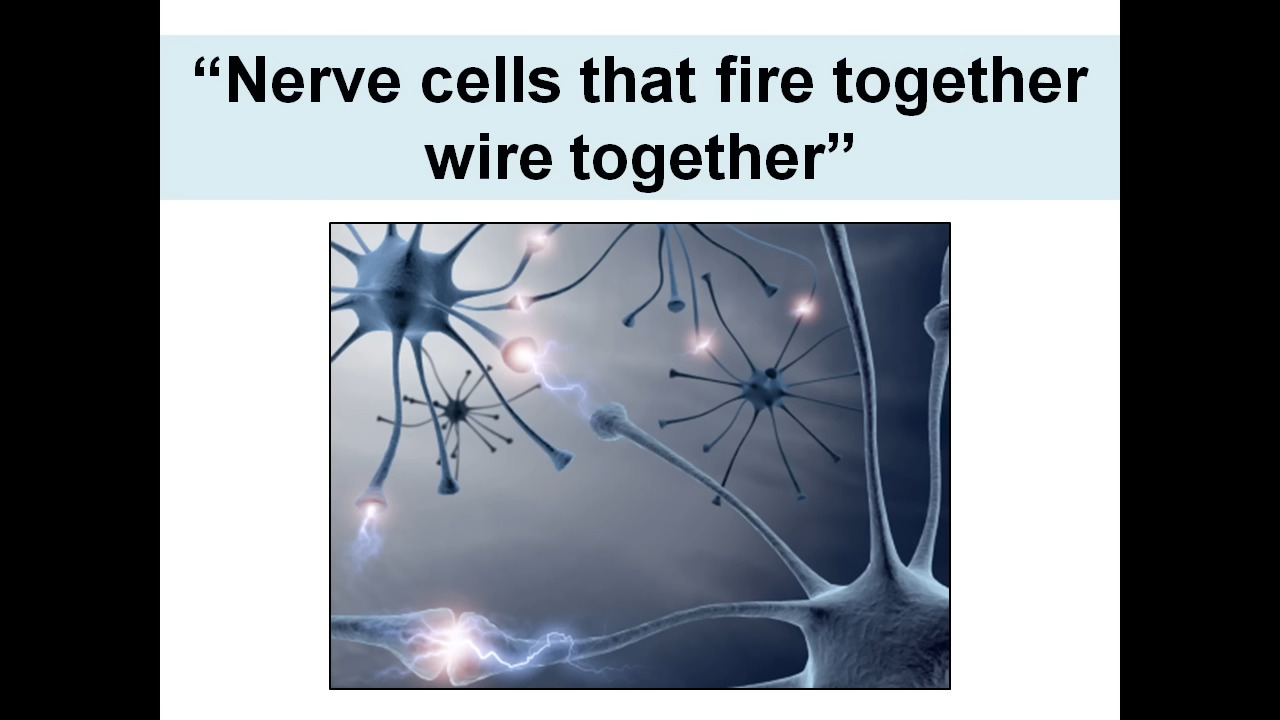 “Nerve cells that fire together
wire together”